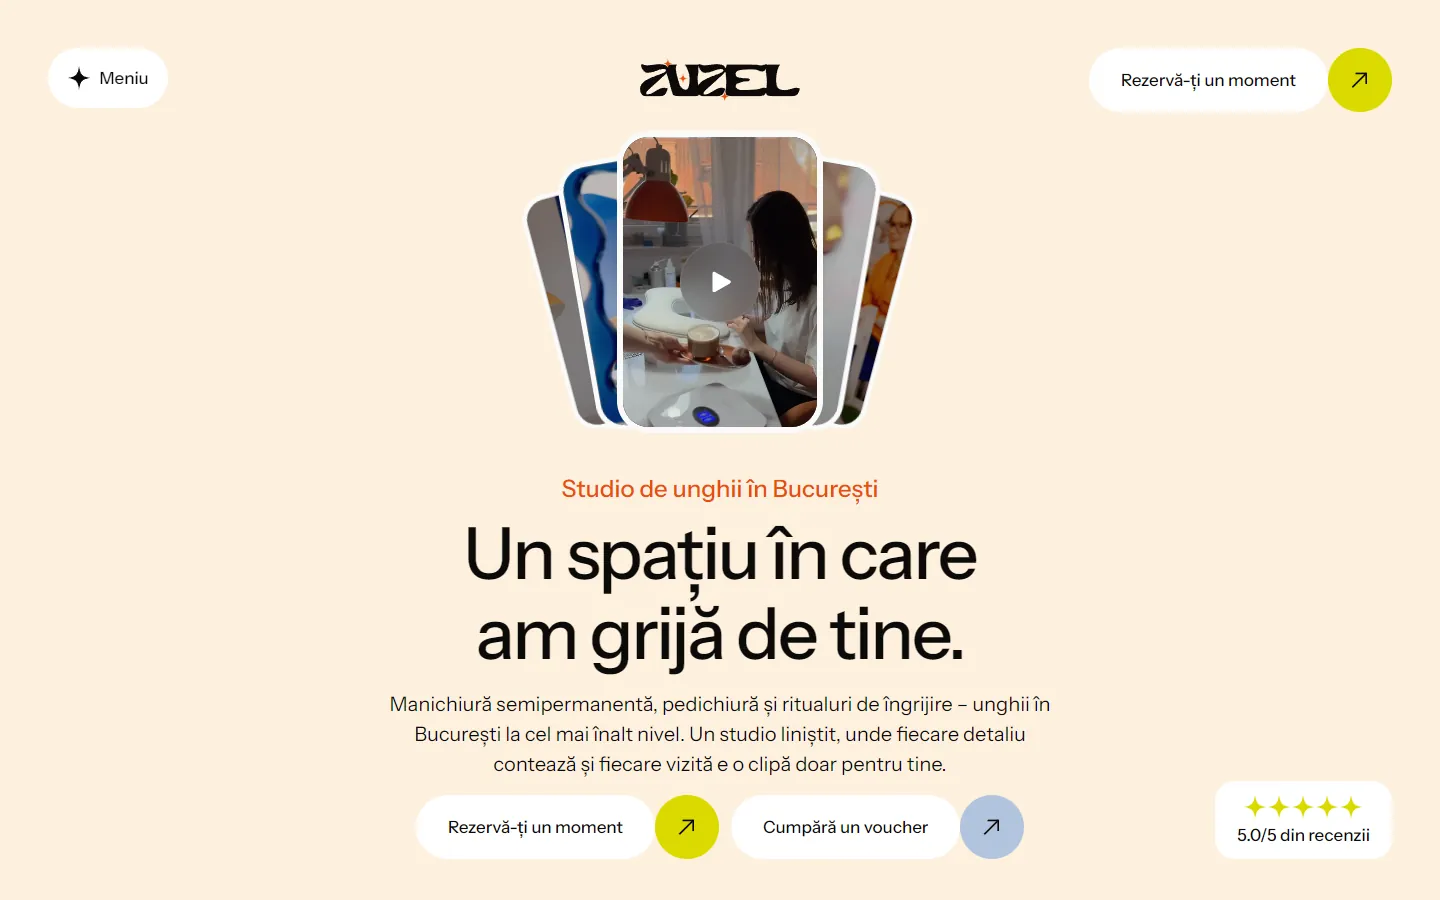 Meniu
ZUZEL
Rezervă-ți un moment
Studio de unghii în București
Un spațiu în care
am grijă de tine.
Manichiură semipermanentă, pedichiură și ritualuri de îngrijire – unghii în
București la cel mai înalt nivel. Un studio liniștit, unde fiecare detaliu
contează și fiecare vizită e o clipă doar pentru tine.
Rezervă-ți un moment
Cumpără un voucher
5.0/5 din recenzii